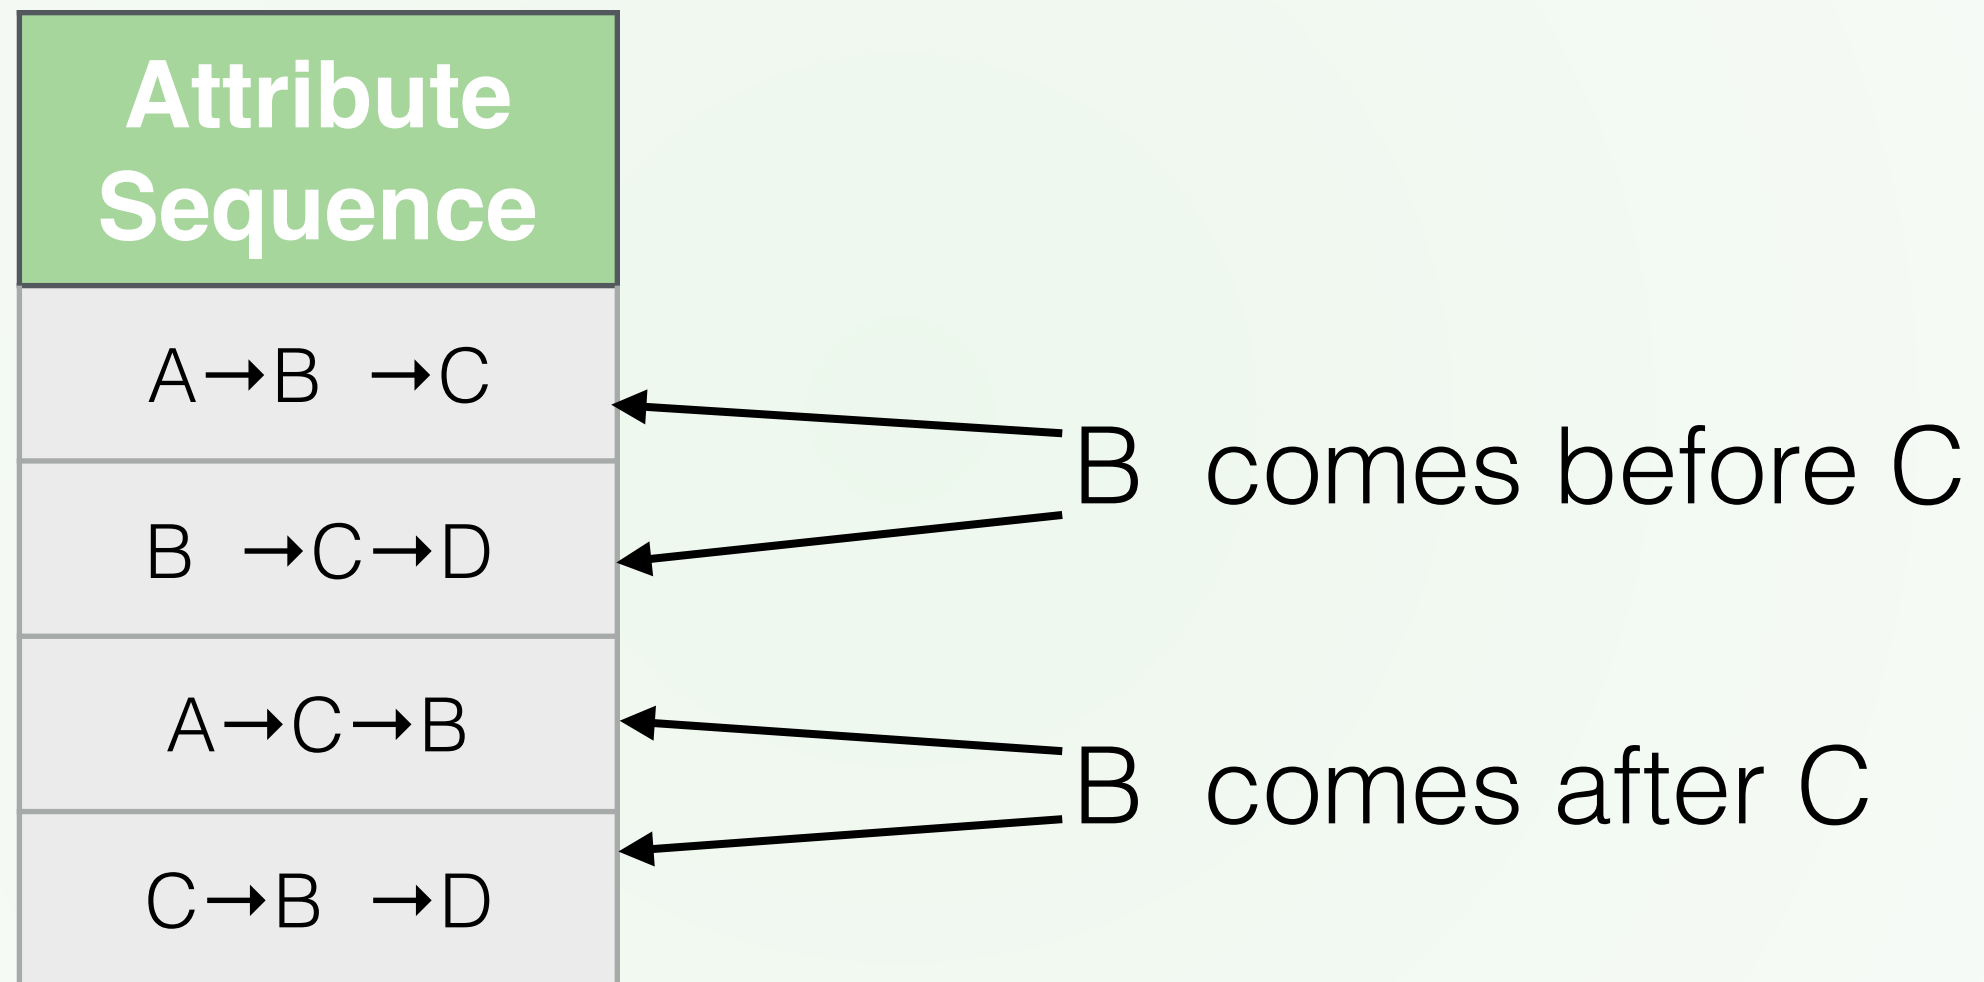 Attribute
Sequence
A→B →C
B →C→D
A→C→B
C→B →D
B comes before C
B comes after C